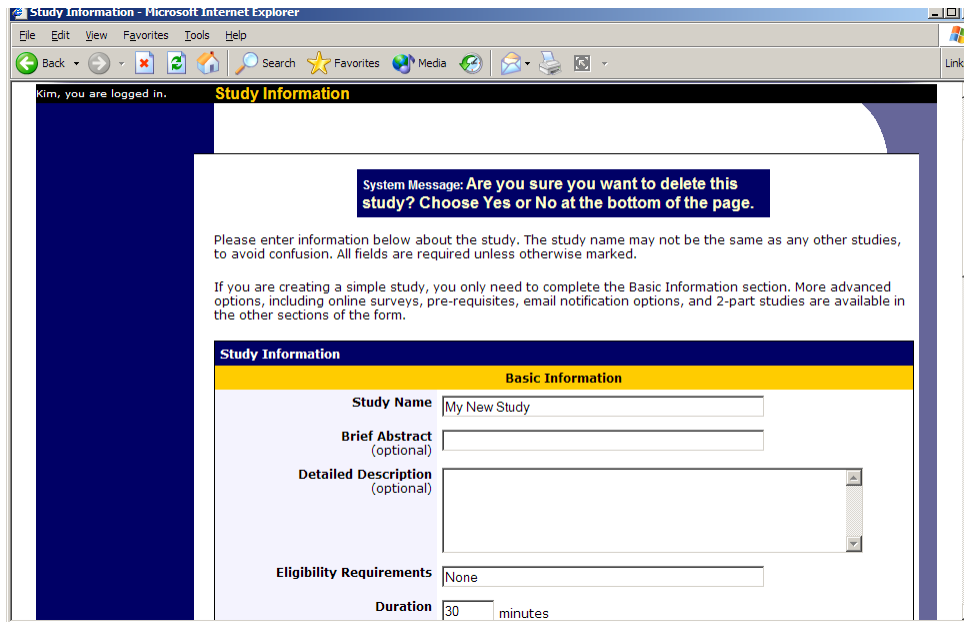 Study Information - Microsoft Internet Explorer
File Edit View Favorites Tools Help
Back Search Favorites Media Link
Kim, you are logged in. Study Information
System Message: Are you sure you want to delete this
study? Choose Yes or No at the bottom of the page.
Please enter information below about the study. The study name may not be the same as any other studies,
to avoid confusion. All fields are required unless otherwise marked.
If you are creating a simple study, you only need to complete the Basic Information section. More advanced
options, including online surveys, pre-requisites, email notification options, and 2-part studies are available in
the other sections of the form.
Study Information
Basic Information
Study Name My New Study
Brief Abstract
(optional)
Detailed Description
(optional)
Eligibility Requirements None
Duration 30 minutes